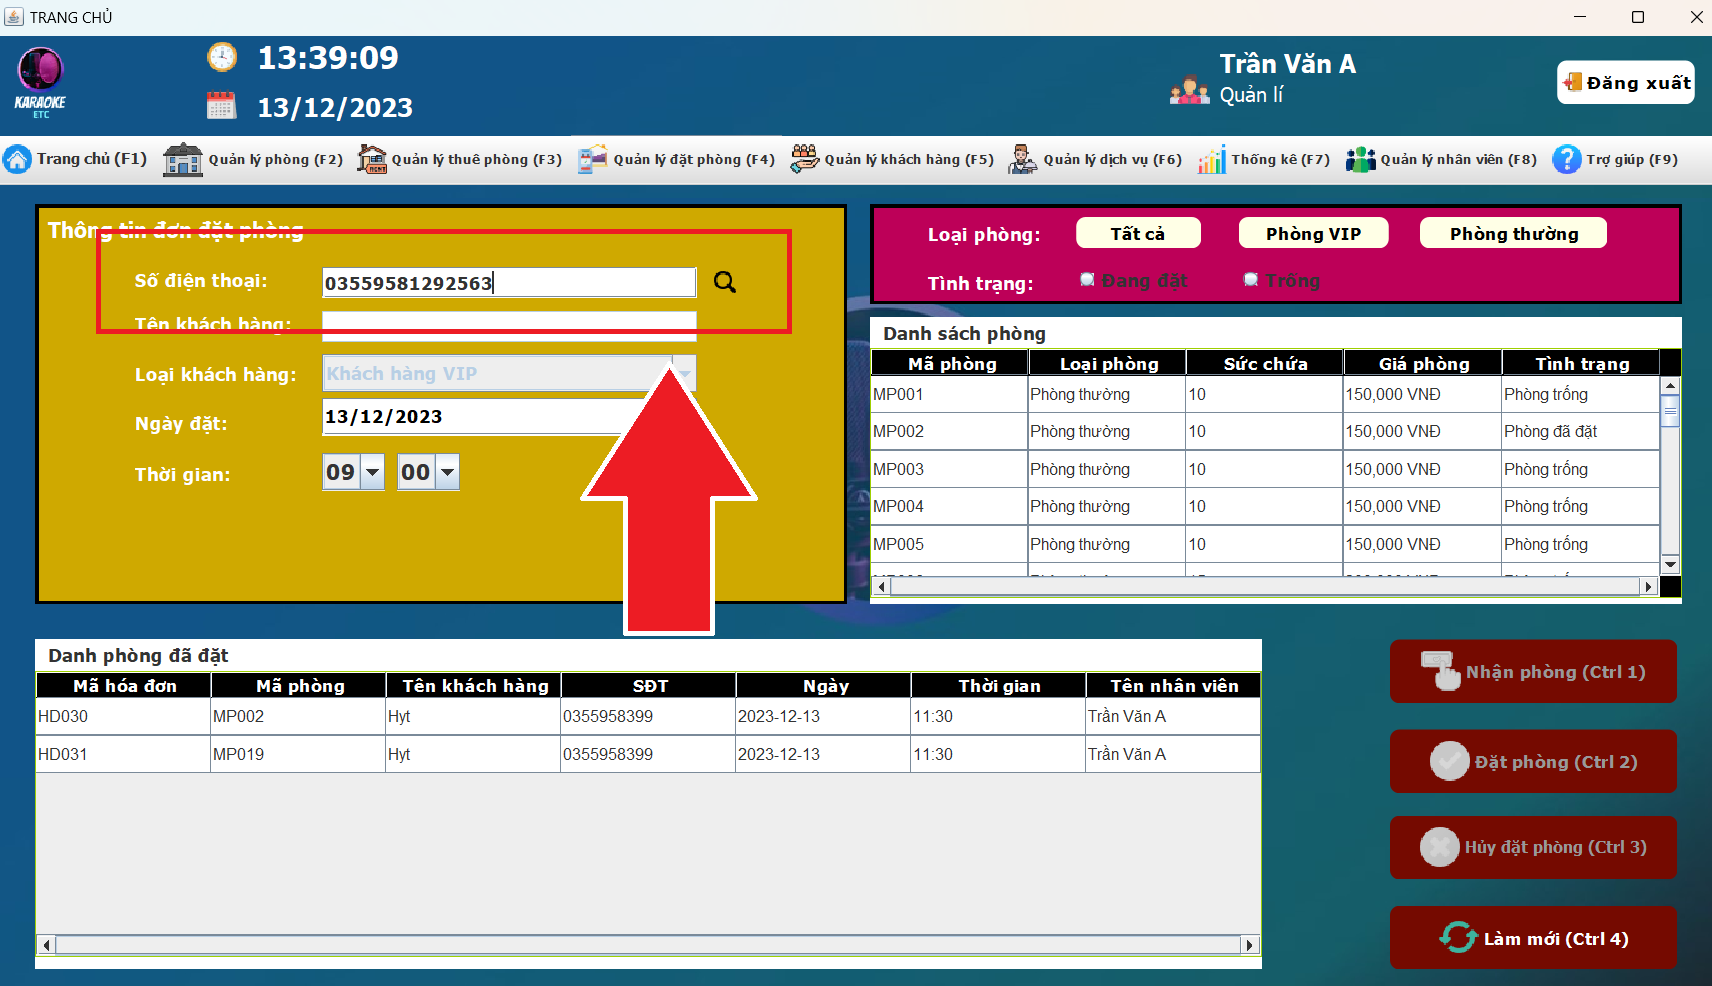 TRANG CHỦ
KARAOKE
ETC
13:39:09
13/12/2023
Trần Văn A
Quản lí
Đăng xuất
Trang chủ (F1)
Quản lý phòng (F2)
Quản lý thuê phòng (F3)
Quản lý đặt phòng (F4)
Quản lý khách hàng (F5)
Quản lý dịch vụ (F6)
Thống kê (F7)
Quản lý nhân viên (F8)
Trợ giúp (F9)
Thông tin đơn đặt phòng
Số điện thoại: 03559581292563
Tên khách hàng:
Loại khách hàng: Khách hàng VIP
Ngày đặt: 13/12/2023
Thời gian: 09 00
Loại phòng: Tất cả Phòng VIP Phòng thường
Tình trạng: Đang đặt Trống
Danh sách phòng
Mã phòng Loại phòng Sức chứa Giá phòng Tình trạng
MP001 Phòng thường 10 150,000 VNĐ Phòng trống
MP002 Phòng thường 10 150,000 VNĐ Phòng đã đặt
MP003 Phòng thường 10 150,000 VNĐ Phòng trống
MP004 Phòng thường 10 150,000 VNĐ Phòng trống
MP005 Phòng thường 10 150,000 VNĐ Phòng trống
Danh phòng đã đặt
Mã hóa đơn Mã phòng Tên khách hàng SĐT Ngày Thời gian Tên nhân viên
HD030 MP002 Hyt 0355958399 2023-12-13 11:30 Trần Văn A
HD031 MP019 Hyt 0355958399 2023-12-13 11:30 Trần Văn A
Nhận phòng (Ctrl 1)
Đặt phòng (Ctrl 2)
Hủy đặt phòng (Ctrl 3)
Làm mới (Ctrl 4)